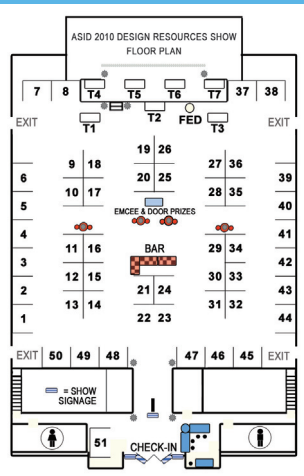 ASID 2010 DESIGN RESOURCES SHOW
FLOOR PLAN
7 8 T4 T5 T6 T7 37 38
T2 FED
EXIT T1 T3 EXIT
19 26
9 18 27 36
6 20 25 39
10 17 28 35
5 EMCEE & DOOR PRIZES 40
4 41
11 16 BAR 29 34
3 42
12 15 30 33
2 21 24 43
13 14 31 32
1 22 23 44
EXIT 50 49 48 47 46 45 EXIT
= SHOW
SIGNAGE
51
CHECK-IN